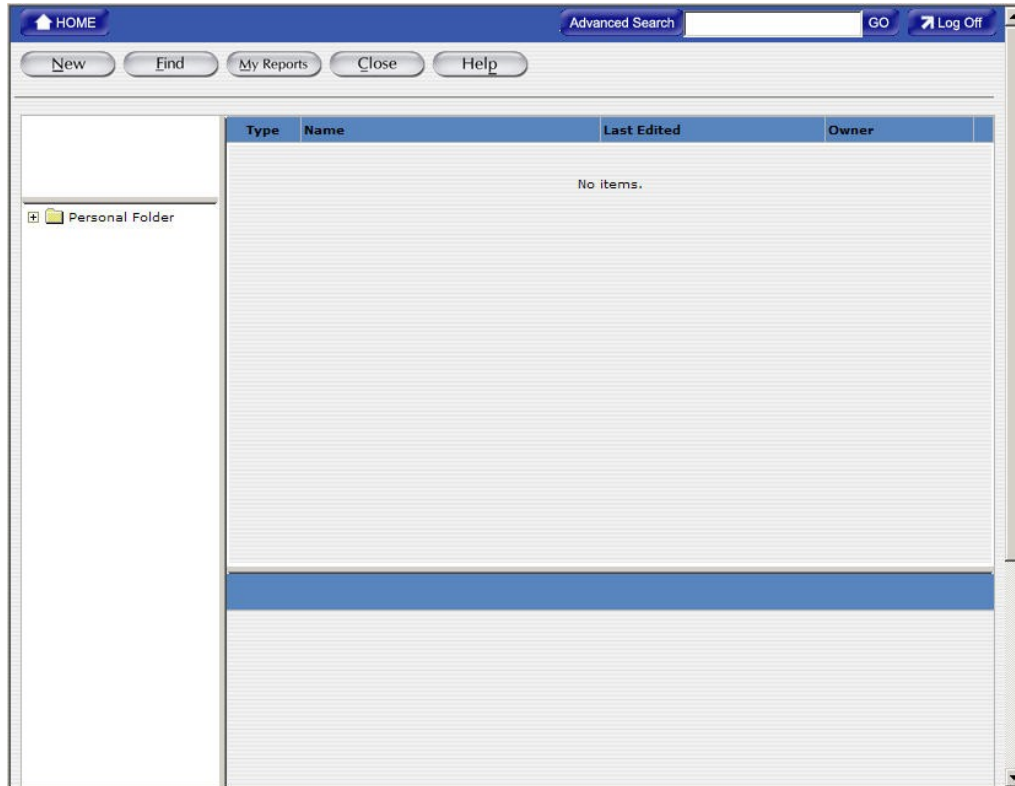 HOME Advanced Search GO Log Off
New Find My Reports Close Help
Type Name Last Edited Owner
No items.
Personal Folder